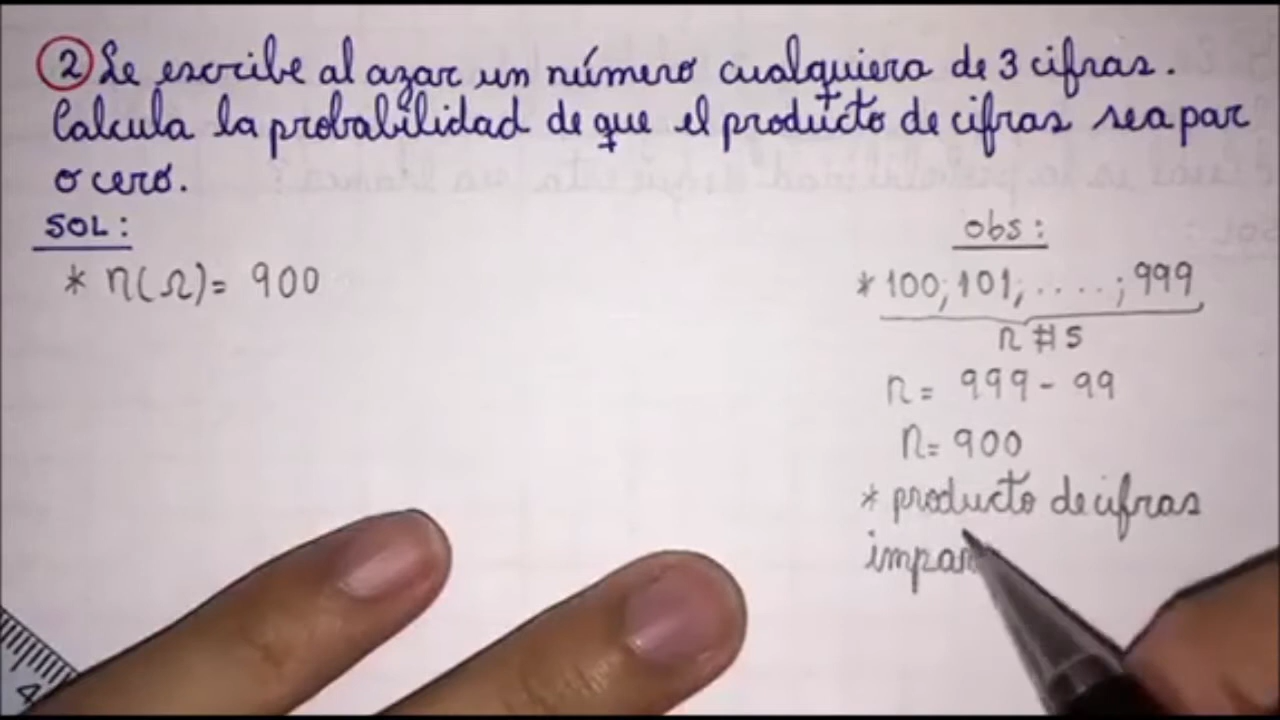 2 Se escribe al azar un número cualquiera de 3 cifras.
Calcula la probabilidad de que el producto de cifras sea par
o cero.
SOL:
* n(Ω)= 900
obs:
*100;101;....;999
n #s
n= 999-99
n=900
* producto de cifras
impar
4